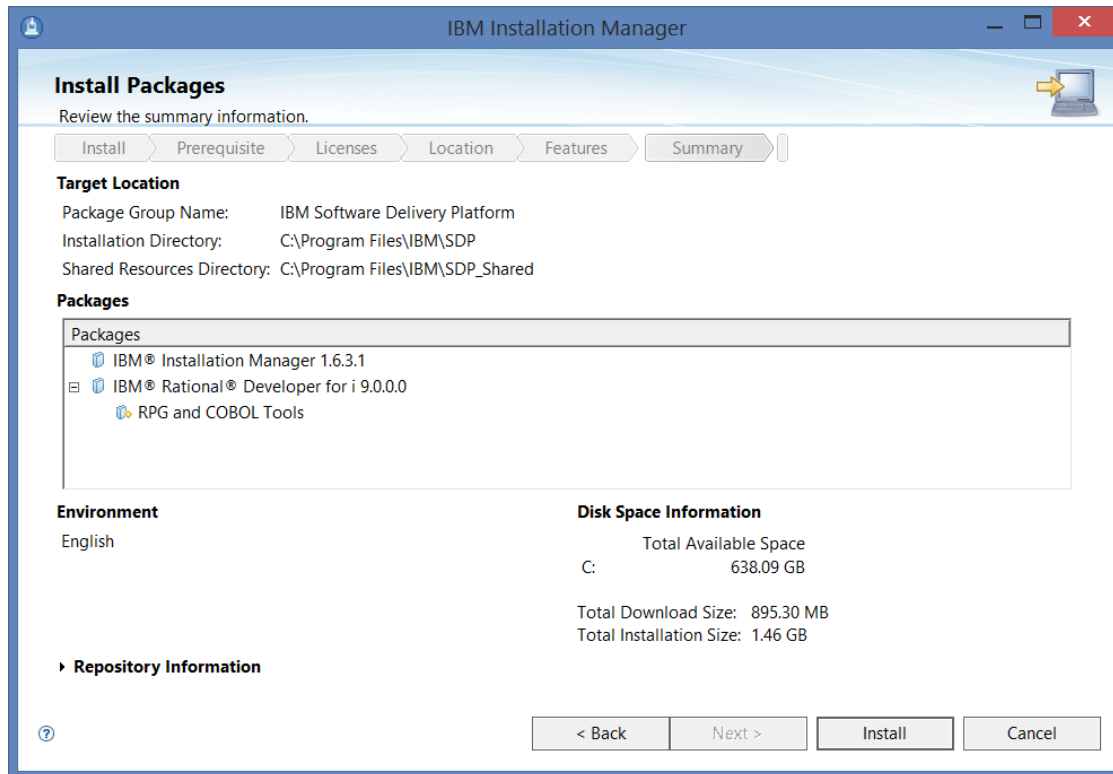 IBM Installation Manager
Install Packages
Review the summary information.
Install Prerequisite Licenses Location Features Summary
Target Location
Package Group Name: IBM Software Delivery Platform
Installation Directory: C:\Program Files\IBM\SDP
Shared Resources Directory: C:\Program Files\IBM\SDP_Shared
Packages
Packages
IBM® Installation Manager 1.6.3.1
IBM® Rational® Developer for i 9.0.0.0
RPG and COBOL Tools
Environment Disk Space Information
English Total Available Space
C: 638.09 GB
Total Download Size: 895.30 MB
Total Installation Size: 1.46 GB
Repository Information
< Back Next > Install Cancel